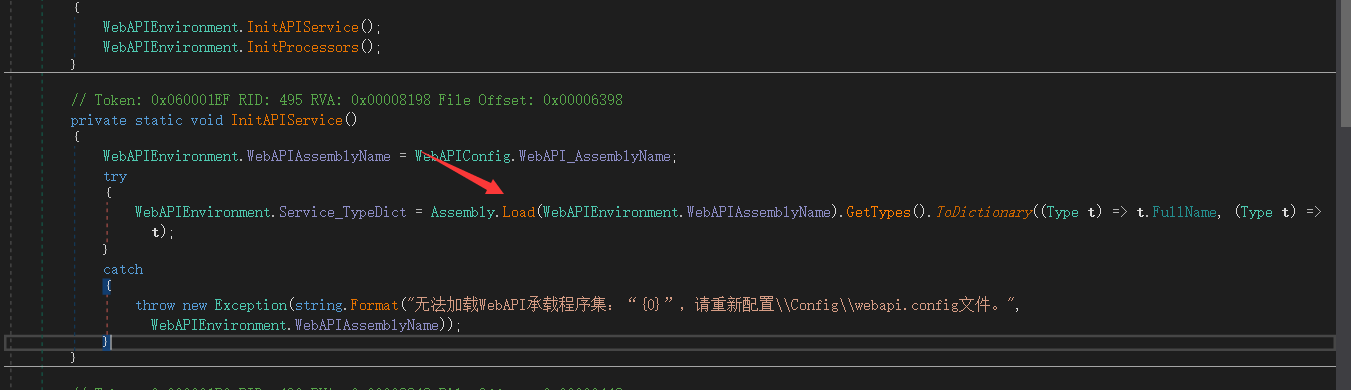 {
WebAPIEnvironment.InitAPIService();
WebAPIEnvironment.InitProcessors();
}
// Token: 0x060001EF RID: 495 RVA: 0x00008198 File Offset: 0x00006398
private static void InitAPIService()
{
WebAPIEnvironment.WebAPIAssemblyName = WebAPIConfig.WebAPI_AssemblyName;
try
{
WebAPIEnvironment.Service_TypeDict = Assembly.Load(WebAPIEnvironment.WebAPIAssemblyName).GetTypes().ToDictionary((Type t) => t.FullName, (Type t) =>
t);
}
catch
{
throw new Exception(string.Format("无法加载WebAPI承载程序集：“{0}”，请重新配置\\Config\\webapi.config文件。",
WebAPIEnvironment.WebAPIAssemblyName));
}
}